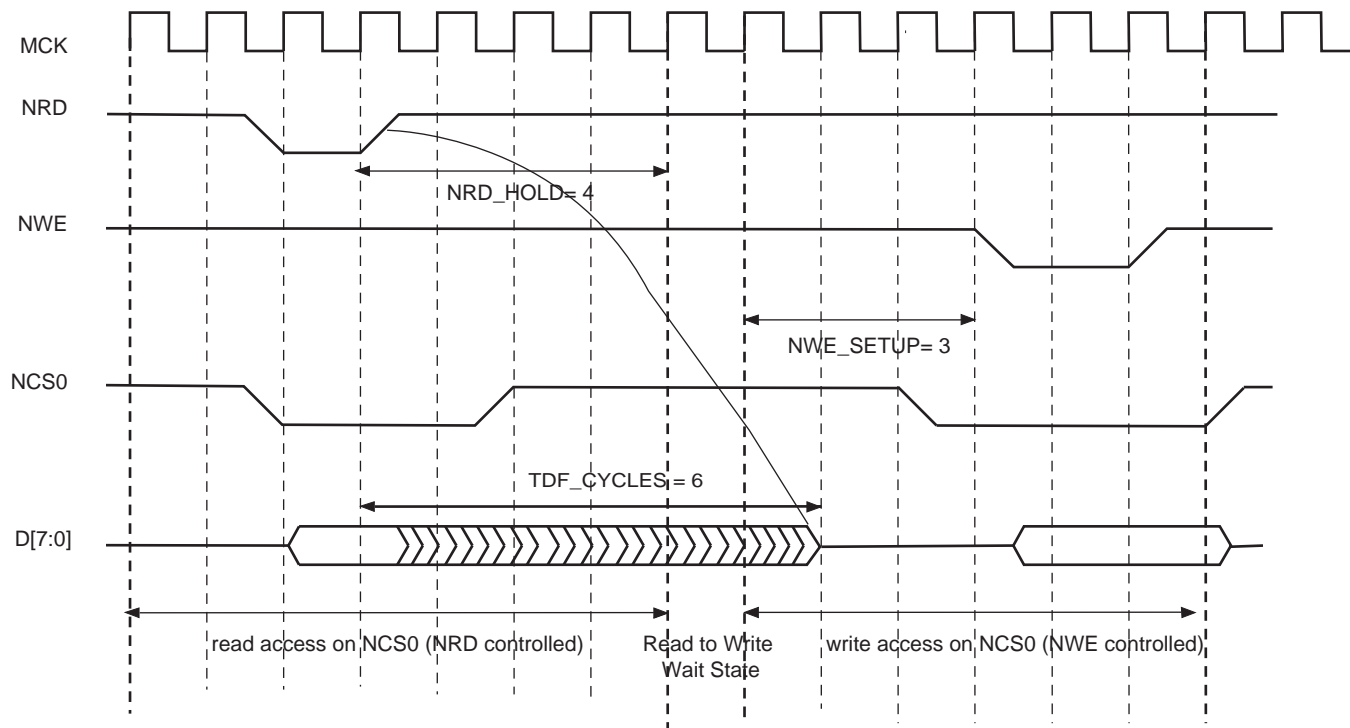 MCK
NRD
NRD_HOLD= 4
NWE
NWE_SETUP= 3
NCS0
TDF_CYCLES = 6
D[7:0]
read access on NCS0 (NRD controlled)
Read to Write
Wait State
write access on NCS0 (NWE controlled)